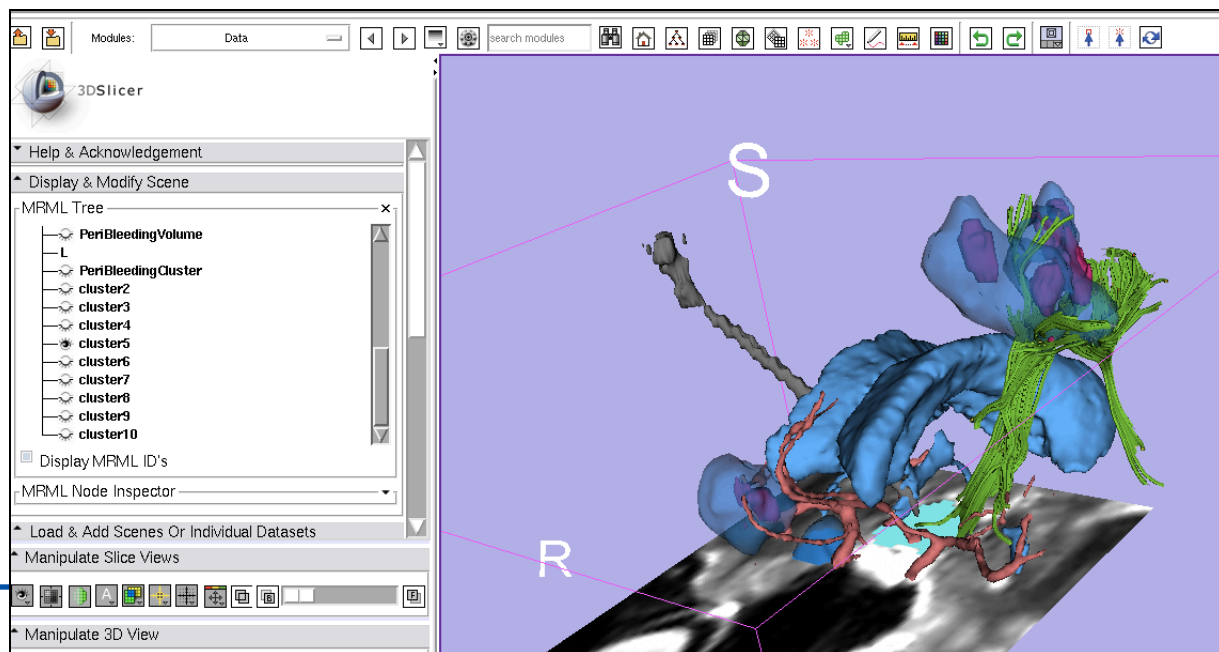 Modules: Data search modules
3DSlicer
Help & Acknowledgement
Display & Modify Scene
MRML Tree
PeriBleedingVolume
L
PeriBleedingCluster
cluster2
cluster3
cluster4
cluster5
cluster6
cluster7
cluster8
cluster9
cluster10
Display MRML ID's
MRML Node Inspector
Load & Add Scenes Or Individual Datasets
Manipulate Slice Views
A B F
Manipulate 3D View
S
R